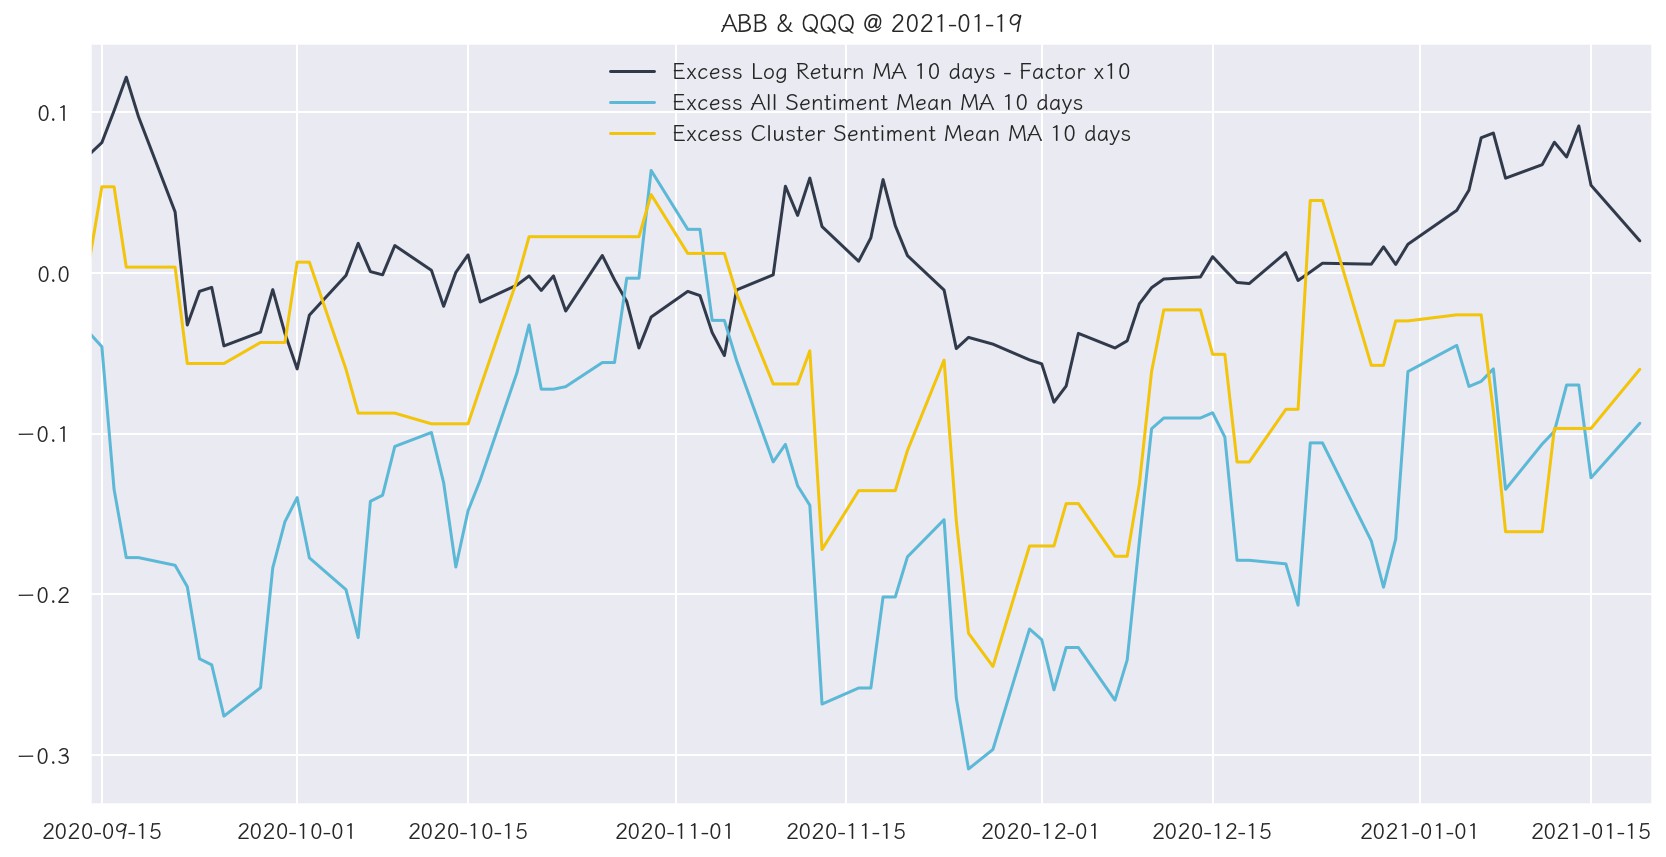 ABB & QQQ @ 2021-01-19
Excess Log Return MA 10 days - Factor x10
Excess All Sentiment Mean MA 10 days
Excess Cluster Sentiment Mean MA 10 days
0.1
0.0
−0.1
−0.2
−0.3
2020-09-15 2020-10-01 2020-10-15 2020-11-01 2020-11-15 2020-12-01 2020-12-15 2021-01-01 2021-01-15